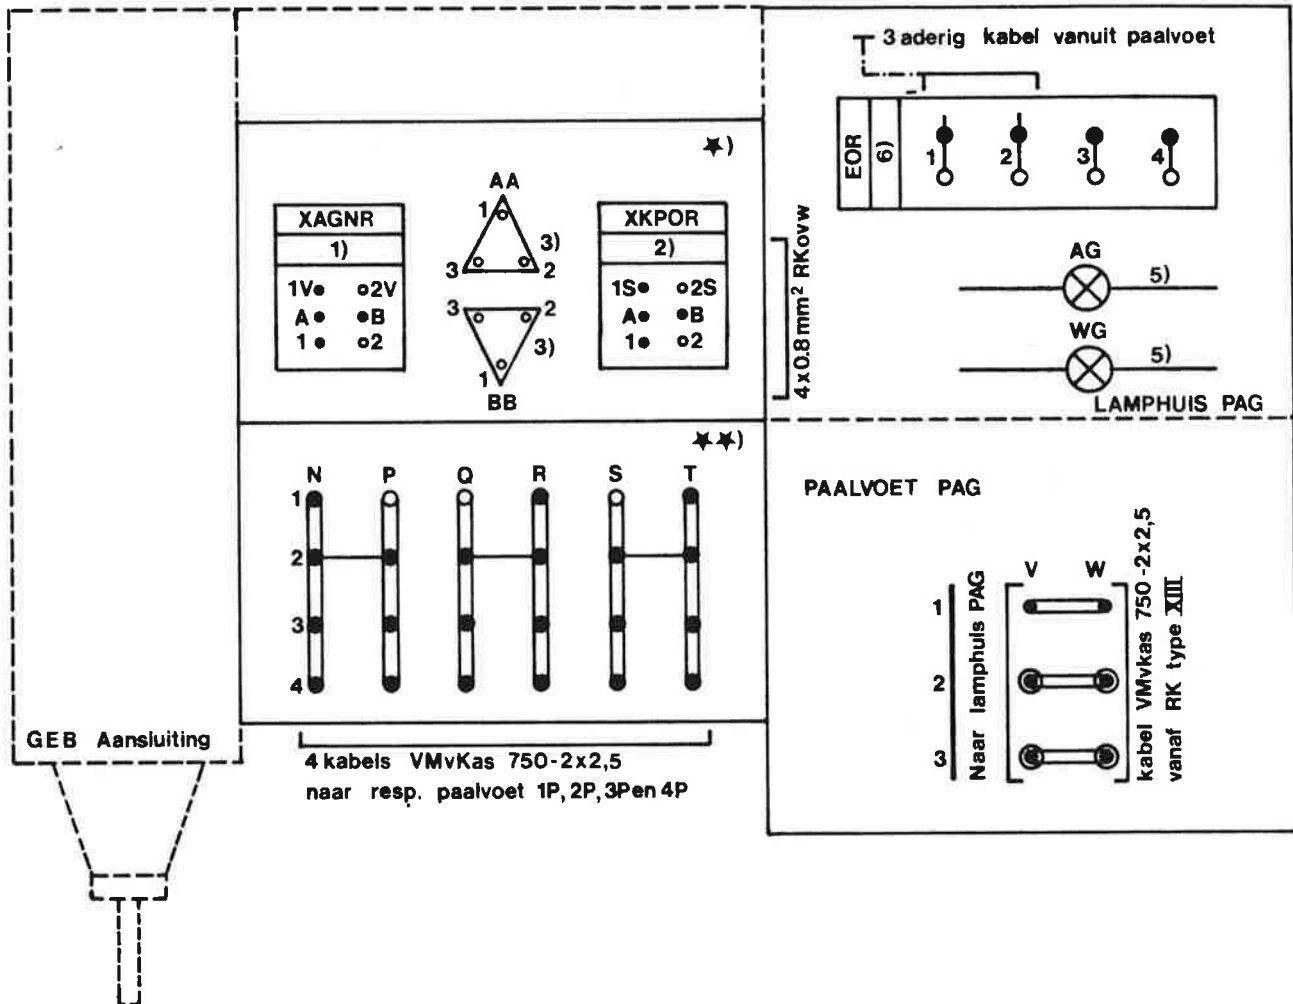 3 aderig kabel vanuit paalvoet
EOR
6)
1 2 3 4
★)
AA
1
3)
3 2
XAGNR
1)
1V 2V
A B
1 2
XKPOR
2)
1S 2S
A B
1 2
3 2
3)
1
BB
4x0.8mm² RKovw
AG
5)
WG
5)
LAMPHUIS PAG
★★)
N P Q R S T
1
2
3
4
PAALVOET PAG
V W
1
2
3
Naar lamphuis PAG
kabel VMvkas 750-2x2,5
vanaf RK type XIII
GEB Aansluiting
4 kabels VMvKas 750-2x2,5
naar resp. paalvoet 1P, 2P, 3P en 4P